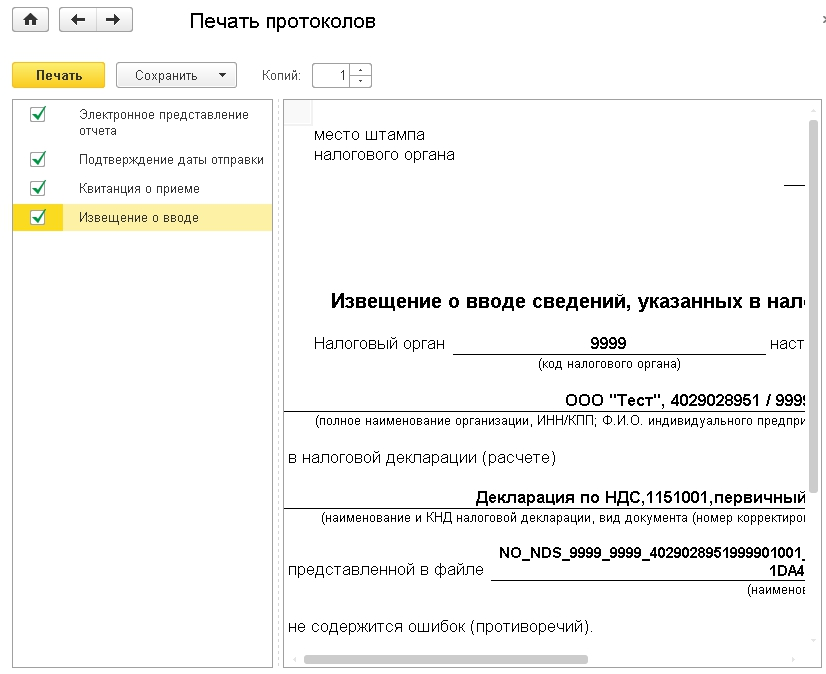 Печать протоколов
Печать
Сохранить
Копий:
1
Электронное представление
отчета
Подтверждение даты отправки
Квитанция о приеме
Извещение о вводе
место штампа
налогового органа
Извещение о вводе сведений, указанных в нал
Налоговый орган 9999 наст
(код налогового органа)
ООО "Тест", 4029028951 / 9999
(полное наименование организации, ИНН/КПП; Ф.И.О. индивидуального предпри
в налоговой декларации (расчете)
Декларация по НДС,1151001,первичный
(наименование и КНД налоговой декларации, вид документа (номер корректиро
NO_NDS_9999_9999_4029028951999901001_
представленной в файле 1DA4
(наименов
не содержится ошибок (противоречий).